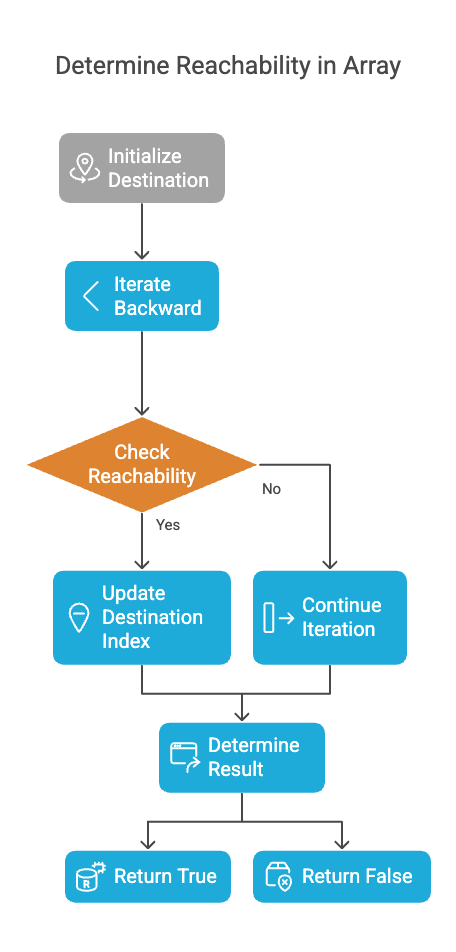 Determine Reachability in Array
Initialize
Destination
Iterate
Backward
Check
Reachability
No
Yes
Update
Destination
Index
Continue
Iteration
Determine
Result
R
Return True
Return False